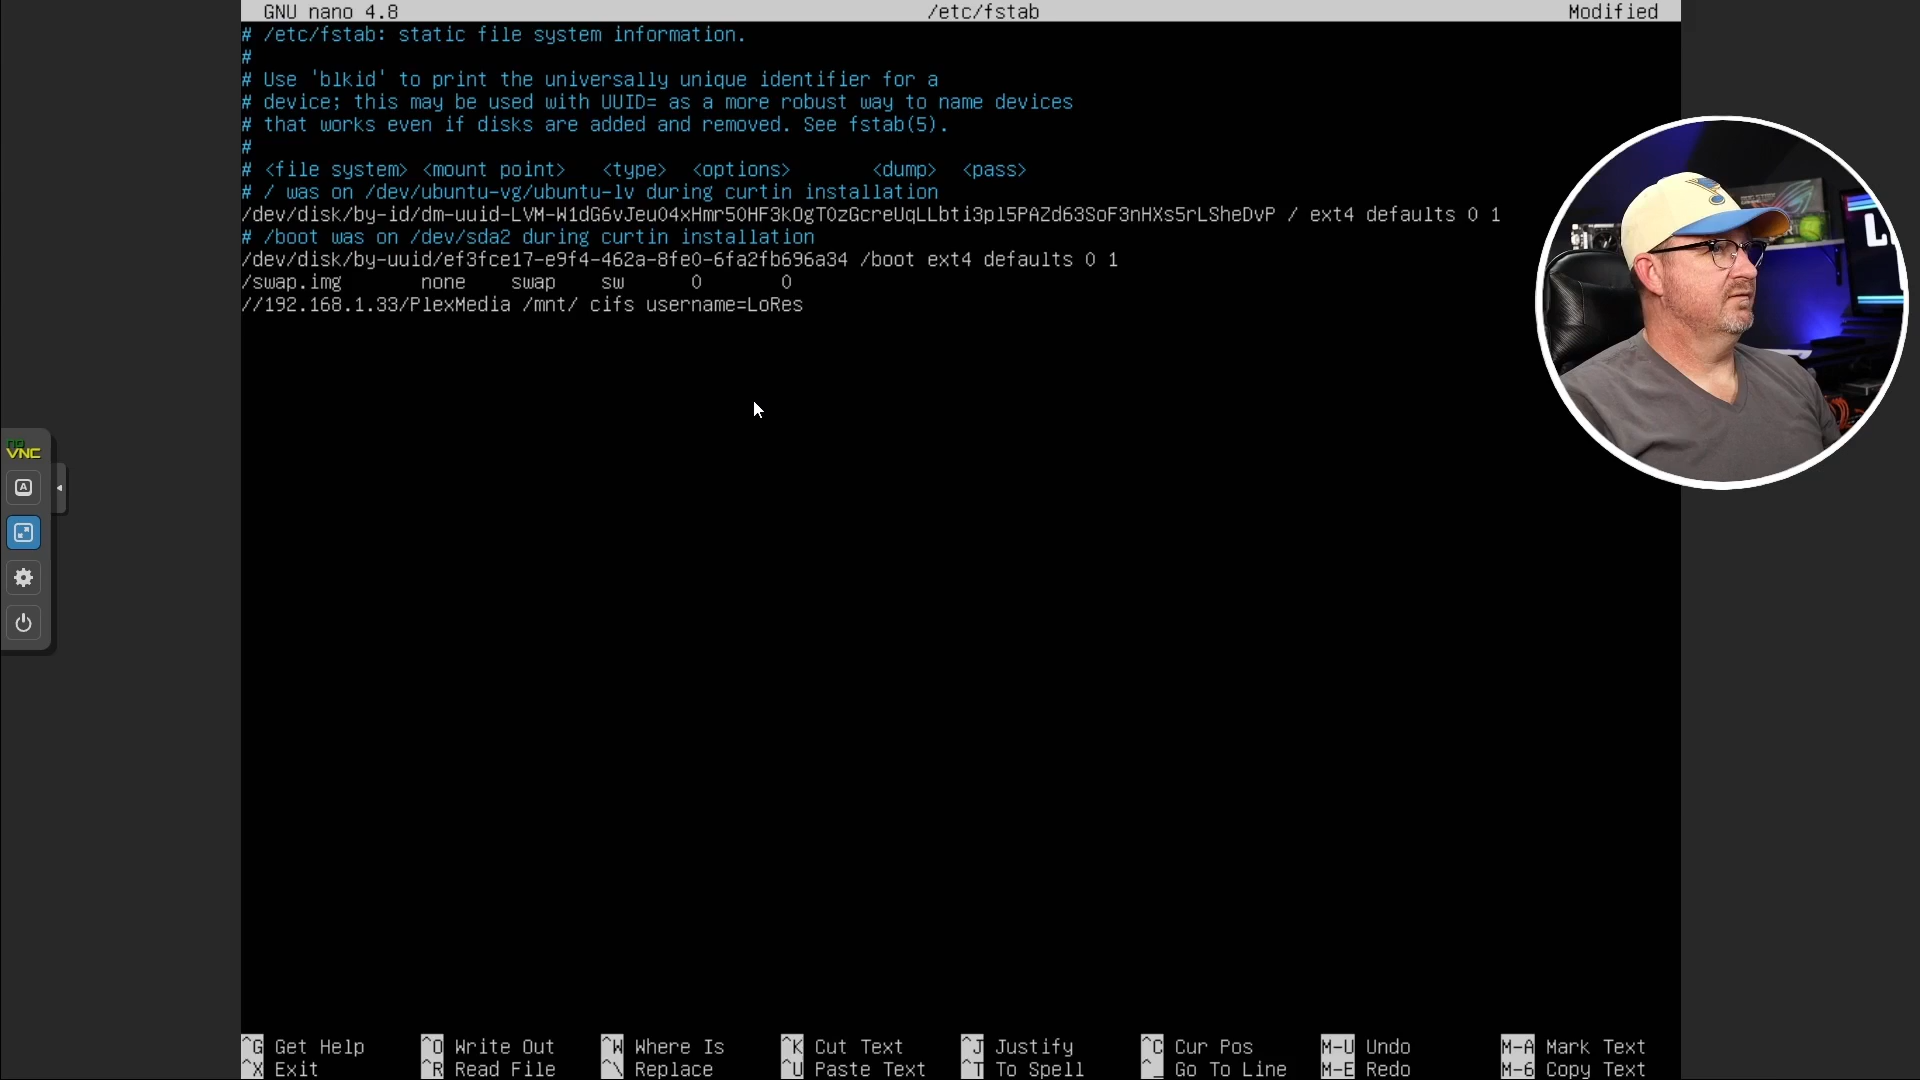 GNU nano 4.8 /etc/fstab Modified
# /etc/fstab: static file system information.
#
# Use 'blkid' to print the universally unique identifier for a
# device; this may be used with UUID= as a more robust way to name devices
# that works even if disks are added and removed. See fstab(5).
#
# <file system> <mount point> <type> <options> <dump> <pass>
# / was on /dev/ubuntu-vg/ubuntu-lv during curtin installation
/dev/disk/by-id/dm-uuid-LVM-W1dG6vJeuO4xHmr5OHF3kOgT0zGcreUqLLbti3pl5PAZd63SoF3nHXs5rLSheDvP / ext4 defaults 0 1
# /boot was on /dev/sda2 during curtin installation
/dev/disk/by-uuid/ef3fce17-e9f4-462a-8fe0-6fa2fb696a34 /boot ext4 defaults 0 1
/swap.img none swap sw 0 0
//192.168.1.33/PlexMedia /mnt/ cifs username=LoRes
no
VNC
A
^G Get Help ^O Write Out ^W Where Is ^K Cut Text ^J Justify ^C Cur Pos M-U Undo M-A Mark Text
^X Exit ^R Read File ^\ Replace ^U Paste Text ^T To Spell ^_ Go To Line M-E Redo M-6 Copy Text